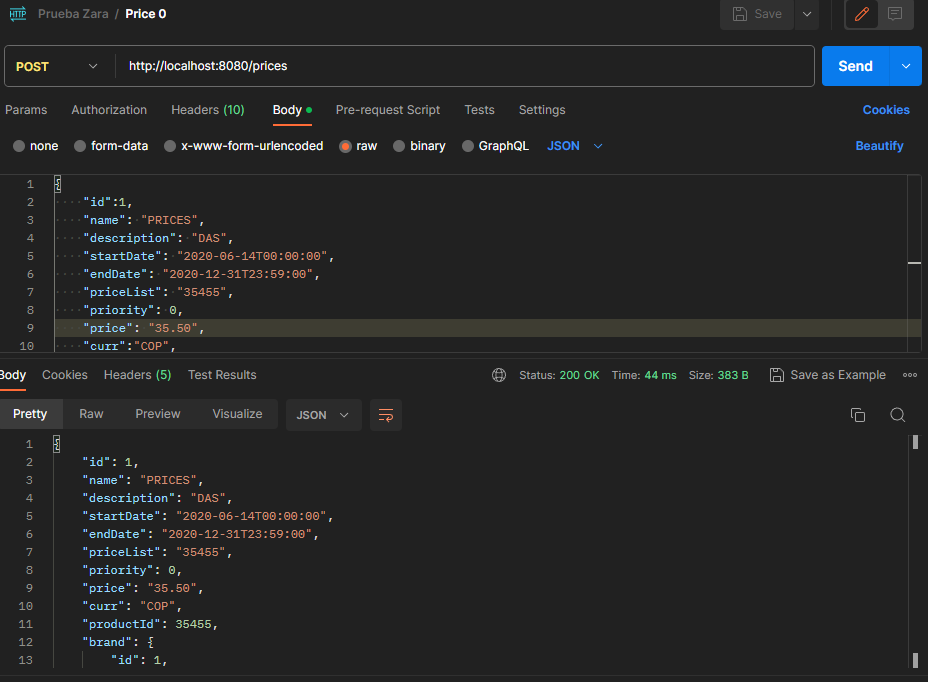 HTTP Prueba Zara / Price 0 Save
POST http://localhost:8080/prices Send
Params Authorization Headers (10) Body Pre-request Script Tests Settings Cookies
none form-data x-www-form-urlencoded raw binary GraphQL JSON Beautify
1 {
2 "id":1,
3 "name": "PRICES",
4 "description": "DAS",
5 "startDate": "2020-06-14T00:00:00",
6 "endDate": "2020-12-31T23:59:00",
7 "priceList": "35455",
8 "priority": 0,
9 "price": "35.50",
10 "curr":"COP",
Body Cookies Headers (5) Test Results Status: 200 OK Time: 44 ms Size: 383 B Save as Example
Pretty Raw Preview Visualize JSON
1 {
2 "id": 1,
3 "name": "PRICES",
4 "description": "DAS",
5 "startDate": "2020-06-14T00:00:00",
6 "endDate": "2020-12-31T23:59:00",
7 "priceList": "35455",
8 "priority": 0,
9 "price": "35.50",
10 "curr": "COP",
11 "productId": 35455,
12 "brand": {
13 "id": 1,